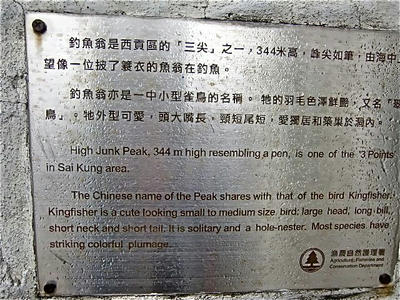 釣魚翁是西貢區的「三尖」之一，344米高，峰尖如筆，由海中
望像一位披了簑衣的魚翁在釣魚。
釣魚翁亦是一中小型雀鳥的名稱。牠的羽毛色澤鮮艷，又名「翠
鳥」。牠外型可愛，頭大嘴長，頸短尾短，愛獨居和築巢於洞內。
High Junk Peak, 344 m high resembling a pen, is one of the '3 Points
in Sai Kung area.
The Chinese name of the Peak shares with that of the bird Kingfisher.
Kingfisher is a cute looking small to medium size bird: large head, long bill,
short neck and short tail. It is solitary and a hole-nester. Most species have
striking colorful plumage.
漁農自然護理署
Agriculture, Fisheries and
Conservation Department